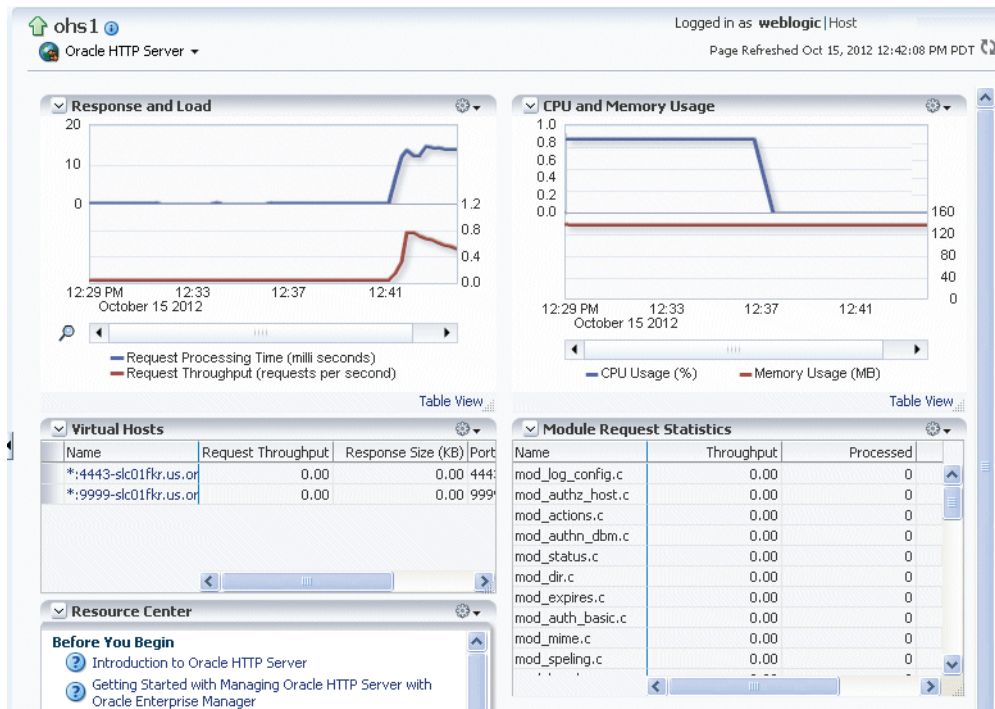 ohs1
Logged in as weblogic|Host
Oracle HTTP Server
Page Refreshed Oct 15, 2012 12:42:08 PM PDT
Response and Load
20
10
0
1.2
0.8
0.4
0.0
12:29 PM 12:33 12:37 12:41
October 15 2012
Request Processing Time (milli seconds)
Request Throughput (requests per second)
Table View
CPU and Memory Usage
1.0
0.8
0.6
0.4
0.2
0.0
160
120
80
40
0
12:29 PM 12:33 12:37 12:41
October 15 2012
CPU Usage (%) Memory Usage (MB)
Table View
Virtual Hosts
Name Request Throughput Response Size (KB) Port
*:4443-slc01fkr.us.or 0.00 0.00 444
*:9999-slc01fkr.us.or 0.00 0.00 999
Module Request Statistics
Name Throughput Processed
mod_log_config.c 0.00 0
mod_authz_host.c 0.00 0
mod_actions.c 0.00 0
mod_authn_dbm.c 0.00 0
mod_status.c 0.00 0
mod_dir.c 0.00 0
mod_expires.c 0.00 0
mod_auth_basic.c 0.00 0
mod_mime.c 0.00 0
mod_speling.c 0.00 0
Resource Center
Before You Begin
Introduction to Oracle HTTP Server
Getting Started with Managing Oracle HTTP Server with
Oracle Enterprise Manager